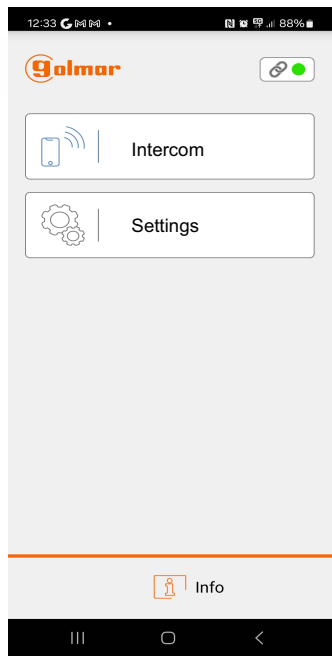 12:33 G M M • 88%
golmar
Intercom
Settings
i Info